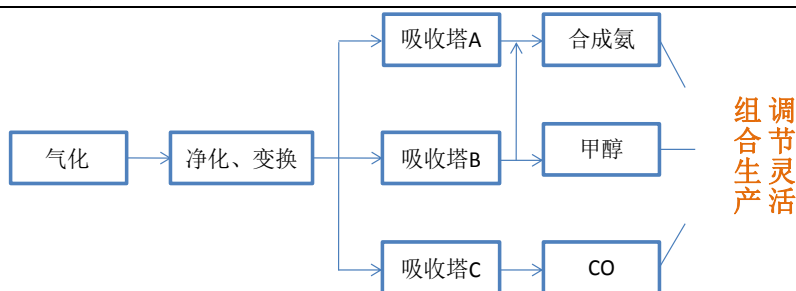 吸收塔A
合成氨
气化
净化、变换
吸收塔B
甲醇
吸收塔C
CO
调节灵活
组合生产